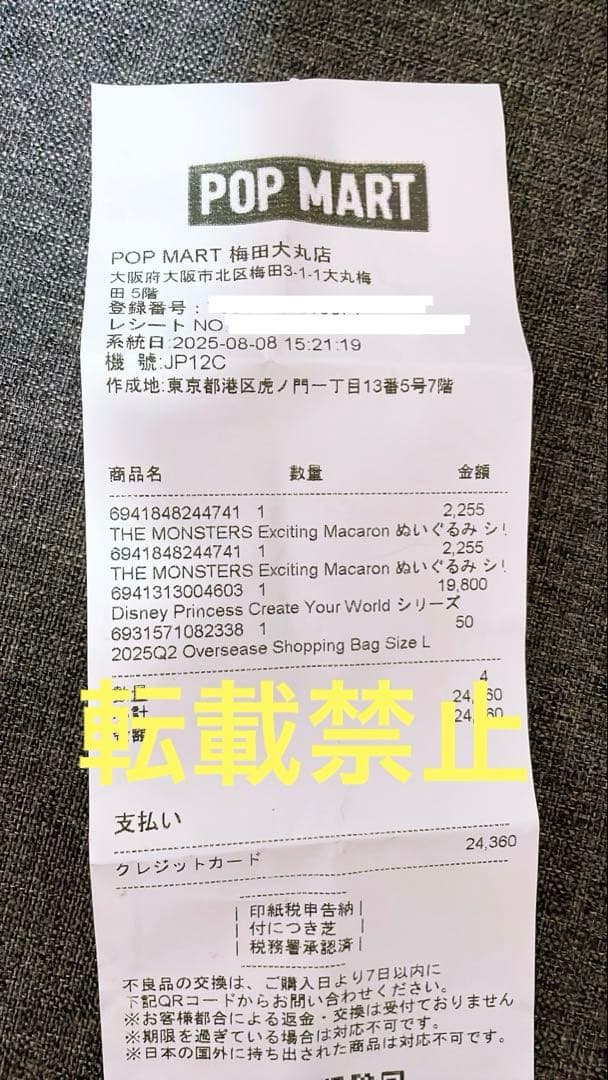 POP MART
POP MART 梅田大丸店
大阪府大阪市北区梅田3-1-1大丸梅
田 5階
登録番号:
レシート NO
系統日:2025-08-08 15:21:19
機 號:JP12C
作成地:東京都港区虎ノ門一丁目13番5号7階
商品名 数量 金額
6941848244741 1 2,255
THE MONSTERS Exciting Macaron ぬいぐるみ シリ
6941848244741 1 2,255
THE MONSTERS Exciting Macaron ぬいぐるみ シリ
6941313004603 1 19,800
Disney Princess Create Your World シリーズ
6931571082338 1 50
2025Q2 Oversease Shopping Bag Size L
数量 4
計 24,360
24,360
転載禁止
支払い
クレジットカード 24,360
印紙税申告納
付につき芝
税務署承認済
不良品の交換は、ご購入日より7日以内に
下記QRコードからお問い合わせください。
※お客様都合による返金・交換は受付ておりません
※期限を過ぎている場合は対応不可です。
※日本の国外に持ち出された商品は対応不可です。